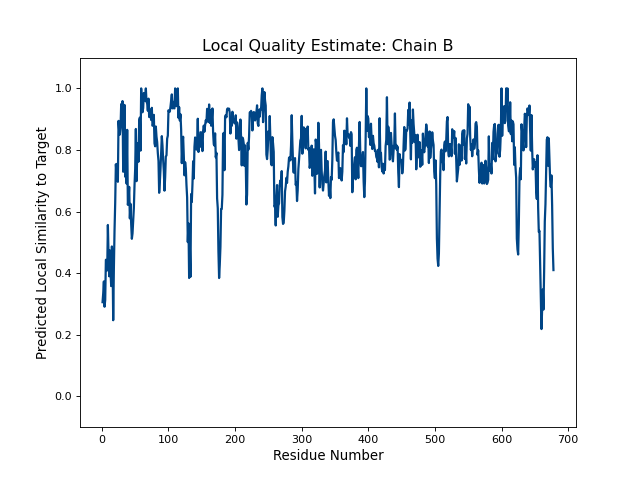 Local Quality Estimate: Chain B
Predicted Local Similarity to Target
1.0
0.8
0.6
0.4
0.2
0.0
0 100 200 300 400 500 600 700
Residue Number